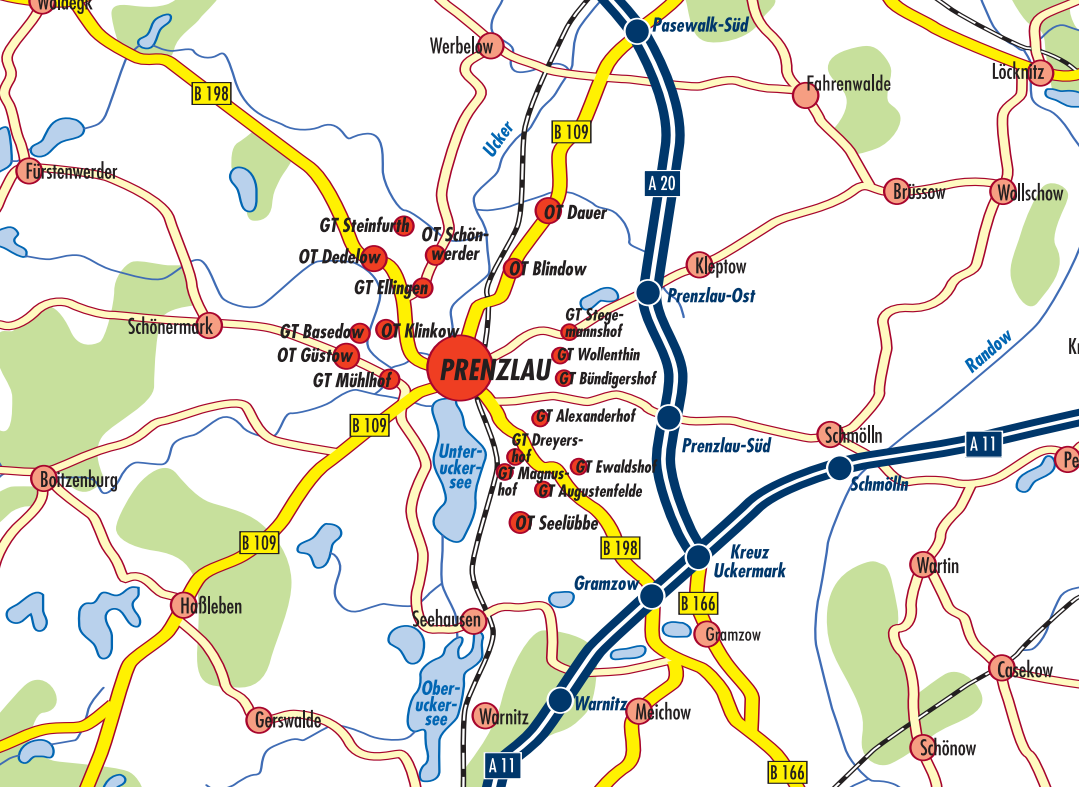 Pasewalk-Süd
Werbelow
Löcknitz
Fahrenwalde
B 198
B 109
Ucker
Fürstenwerder
A 20
Brüssow
Wollschow
OT Dauer
GT Steinfurth
OT Schön-
werder
OT Dedelow
OT Blindow
Kleptow
GT Ellingen
Prenzlau-Ost
GT Stege-
mannshof
Schönermark
GT Basedow
OT Klinkow
OT Güstow
GT Wollenthin
PRENZLAU
GT Mühlhof
GT Bündigershof
Randow
GT Alexanderhof
B 109
Prenzlau-Süd
Schmölln
A 11
GT Dreyers-
hof
Unter-
ucker-
see
GT Magnus-
hof
GT Ewaldshof
GT Augustenfelde
Schmölln
Boitzenburg
OT Seelübbe
B 109
B 198
Kreuz
Uckermark
Wartin
Gramzow
B 166
Haßleben
Seehausen
Gramzow
Casekow
Ober-
ucker-
see
Warnitz
Warnitz
Meichow
Gerswalde
Schönow
A 11
B 166